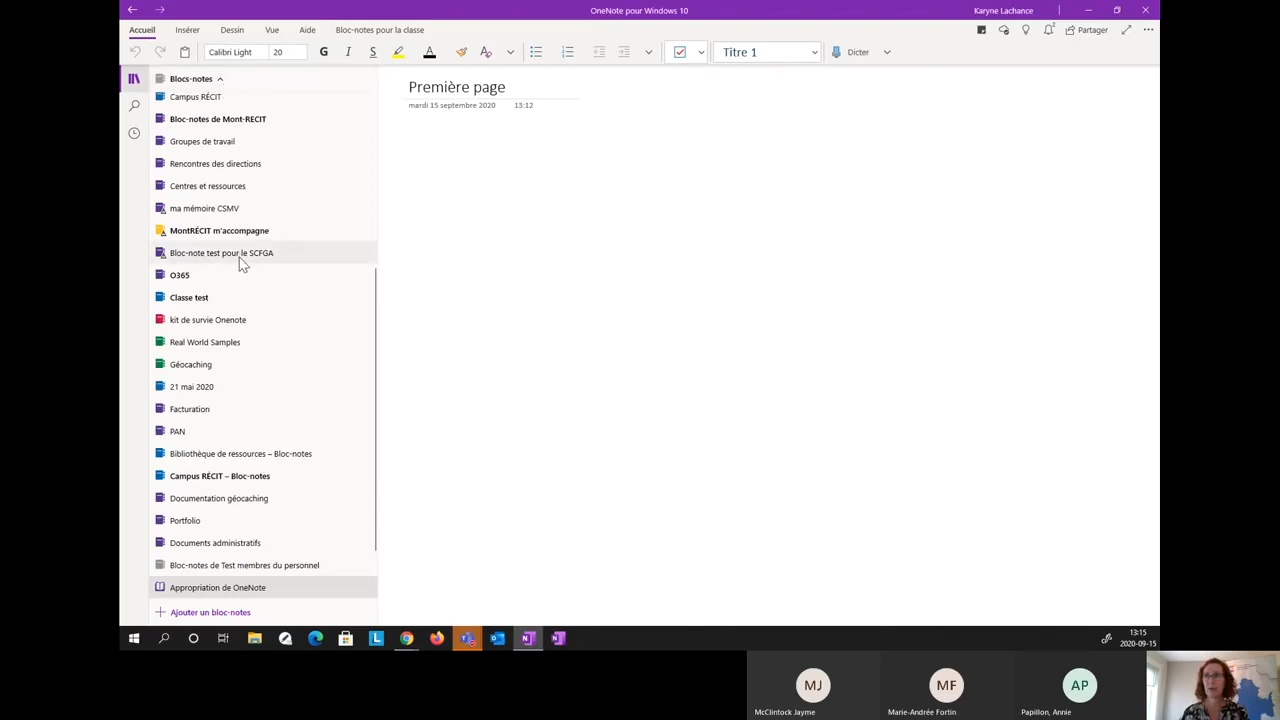 OneNote pour Windows 10
Karyne Lachance
Accueil Insérer Dessin Vue Aide Bloc-notes pour la classe
Partager
Calibri Light 20 G I S A Titre 1 Dicter
Blocs-notes
Campus RÉCIT
Bloc-notes de Mont-RECIT
Groupes de travail
Rencontres des directions
Centres et ressources
ma mémoire CSMV
MontRÉCIT m'accompagne
Bloc-note test pour le SCFGA
O365
Classe test
kit de survie Onenote
Real World Samples
Géocaching
21 mai 2020
Facturation
PAN
Bibliothèque de ressources – Bloc-notes
Campus RÉCIT – Bloc-notes
Documentation géocaching
Portfolio
Documents administratifs
Bloc-notes de Test membres du personnel
Appropriation de OneNote
Ajouter un bloc-notes
Première page
mardi 15 septembre 2020 13:12
13:15
2020-09-15
MJ
McClintock Jayme
MF
Marie-Andrée Fortin
AP
Papillon, Annie